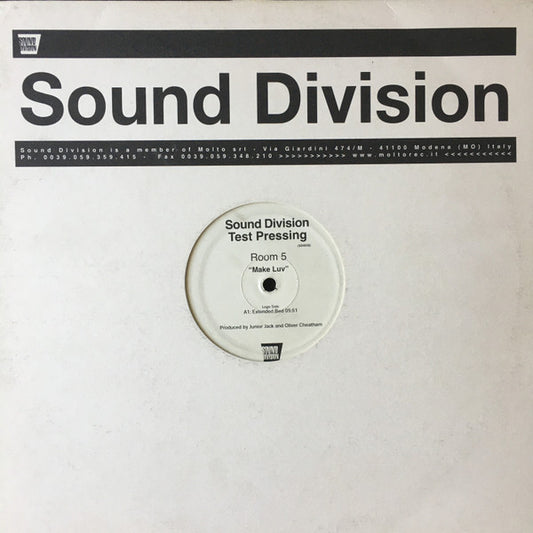 SOUND DIVISION
Sound Division
Sound Division is a member of Molto srl - Via Giardini 474/M - 41100 Modena (MO) Italy
Ph. 0039.059.359.415 - Fax 0039.059.348.210 >>>>>>>>>>> www.moltorec.it <<<<<<<<<<<
Sound Division
Test Pressing
Room 5
"Make Luv"
Logo Side
A1: Extended Bed 05:51
Produced by Junior Jack and Oliver Cheatham